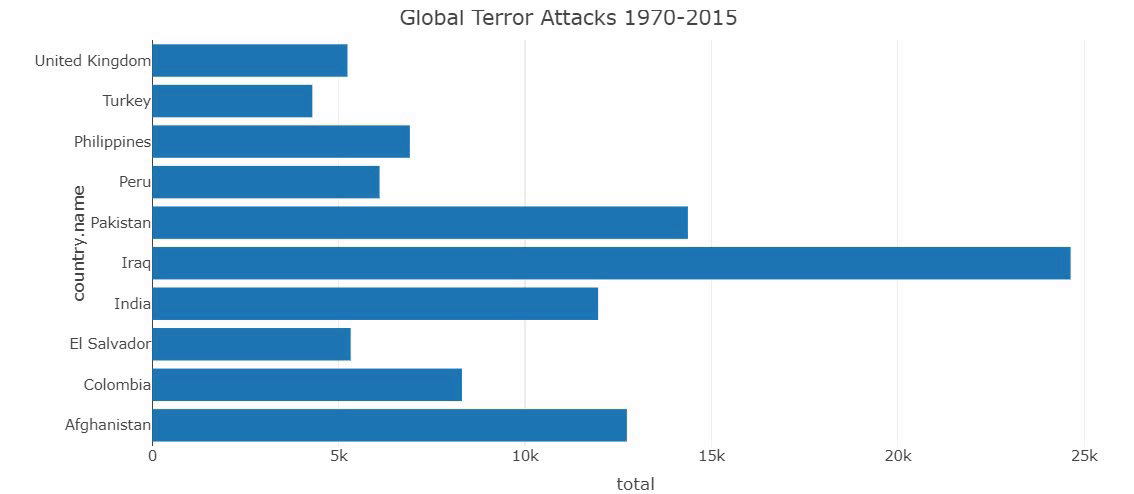 Global Terror Attacks 1970-2015
country.name
United Kingdom
Turkey
Philippines
Peru
Pakistan
Iraq
India
El Salvador
Colombia
Afghanistan
0 5k 10k 15k 20k 25k
total